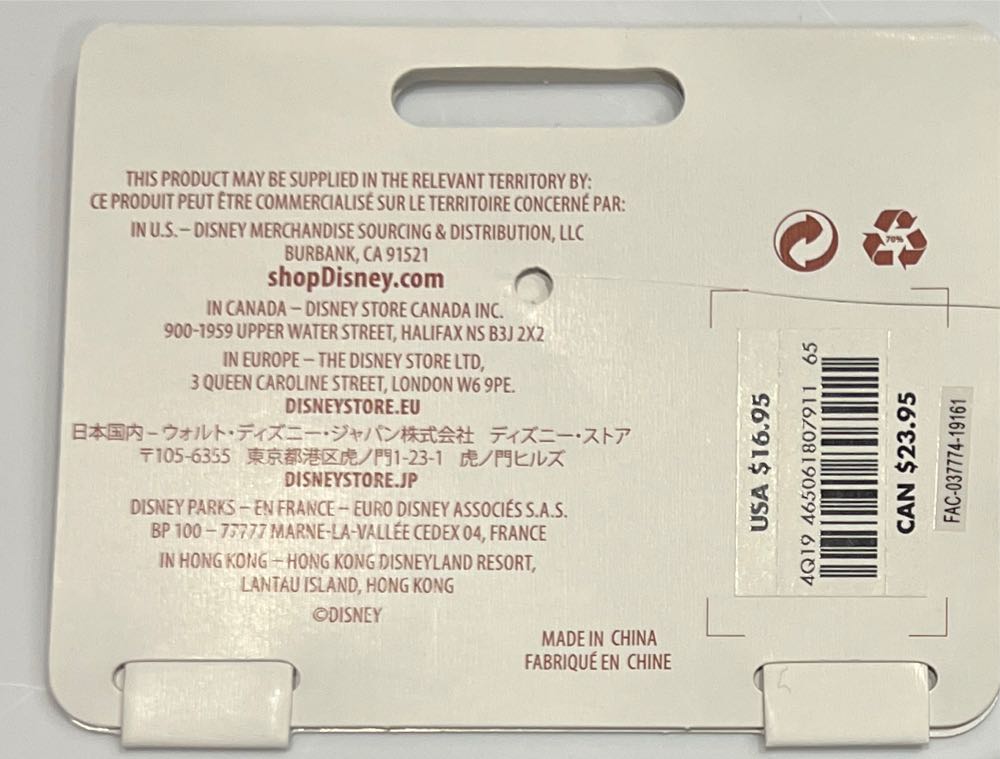 THIS PRODUCT MAY BE SUPPLIED IN THE RELEVANT TERRITORY BY:
CE PRODUIT PEUT ÊTRE COMMERCIALISÉ SUR LE TERRITOIRE CONCERNÉ PAR:
IN U.S.– DISNEY MERCHANDISE SOURCING & DISTRIBUTION, LLC
BURBANK, CA 91521
shopDisney.com
IN CANADA – DISNEY STORE CANADA INC.
900-1959 UPPER WATER STREET, HALIFAX NS B3J 2X2
IN EUROPE – THE DISNEY STORE LTD,
3 QUEEN CAROLINE STREET, LONDON W6 9PE.
DISNEYSTORE.EU
日本国内 – ウォルト・ディズニー・ジャパン株式会社 ディズニー・ストア
〒105-6355 東京都港区虎ノ門1-23-1 虎ノ門ヒルズ
DISNEYSTORE.JP
DISNEY PARKS – EN FRANCE – EURO DISNEY ASSOCIÉS S.A.S.
BP 100 – 77777 MARNE-LA-VALLÉE CEDEX 04, FRANCE
IN HONG KONG – HONG KONG DISNEYLAND RESORT,
LANTAU ISLAND, HONG KONG
©DISNEY
MADE IN CHINA
FABRIQUÉ EN CHINE
70%
USA $16.95
4Q19 465061807911 65
CAN $23.95
FAC-037774-19161